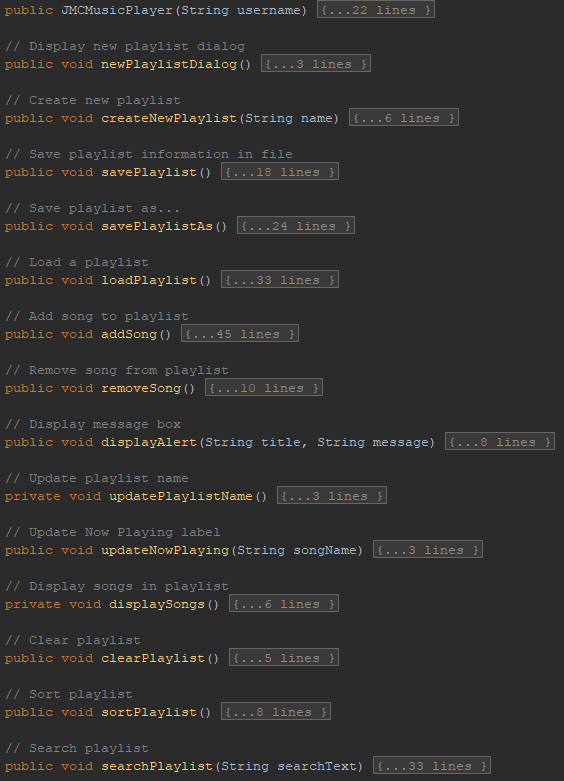 public JMCMusicPlayer(String username) {...22 lines }
// Display new playlist dialog
public void newPlaylistDialog() {...3 lines }
// Create new playlist
public void createNewPlaylist(String name) {...6 lines }
// Save playlist information in file
public void savePlaylist() {...18 lines }
// Save playlist as...
public void savePlaylistAs() {...24 lines }
// Load a playlist
public void loadPlaylist() {...33 lines }
// Add song to playlist
public void addSong() {...45 lines }
// Remove song from playlist
public void removeSong() {...10 lines }
// Display message box
public void displayAlert(String title, String message) {...8 lines }
// Update playlist name
private void updatePlaylistName() {...3 lines }
// Update Now Playing label
public void updateNowPlaying(String songName) {...3 lines }
// Display songs in playlist
private void displaySongs() {...6 lines }
// Clear playlist
public void clearPlaylist() {...5 lines }
// Sort playlist
public void sortPlaylist() {...8 lines }
// Search playlist
public void searchPlaylist(String searchText) {...33 lines }